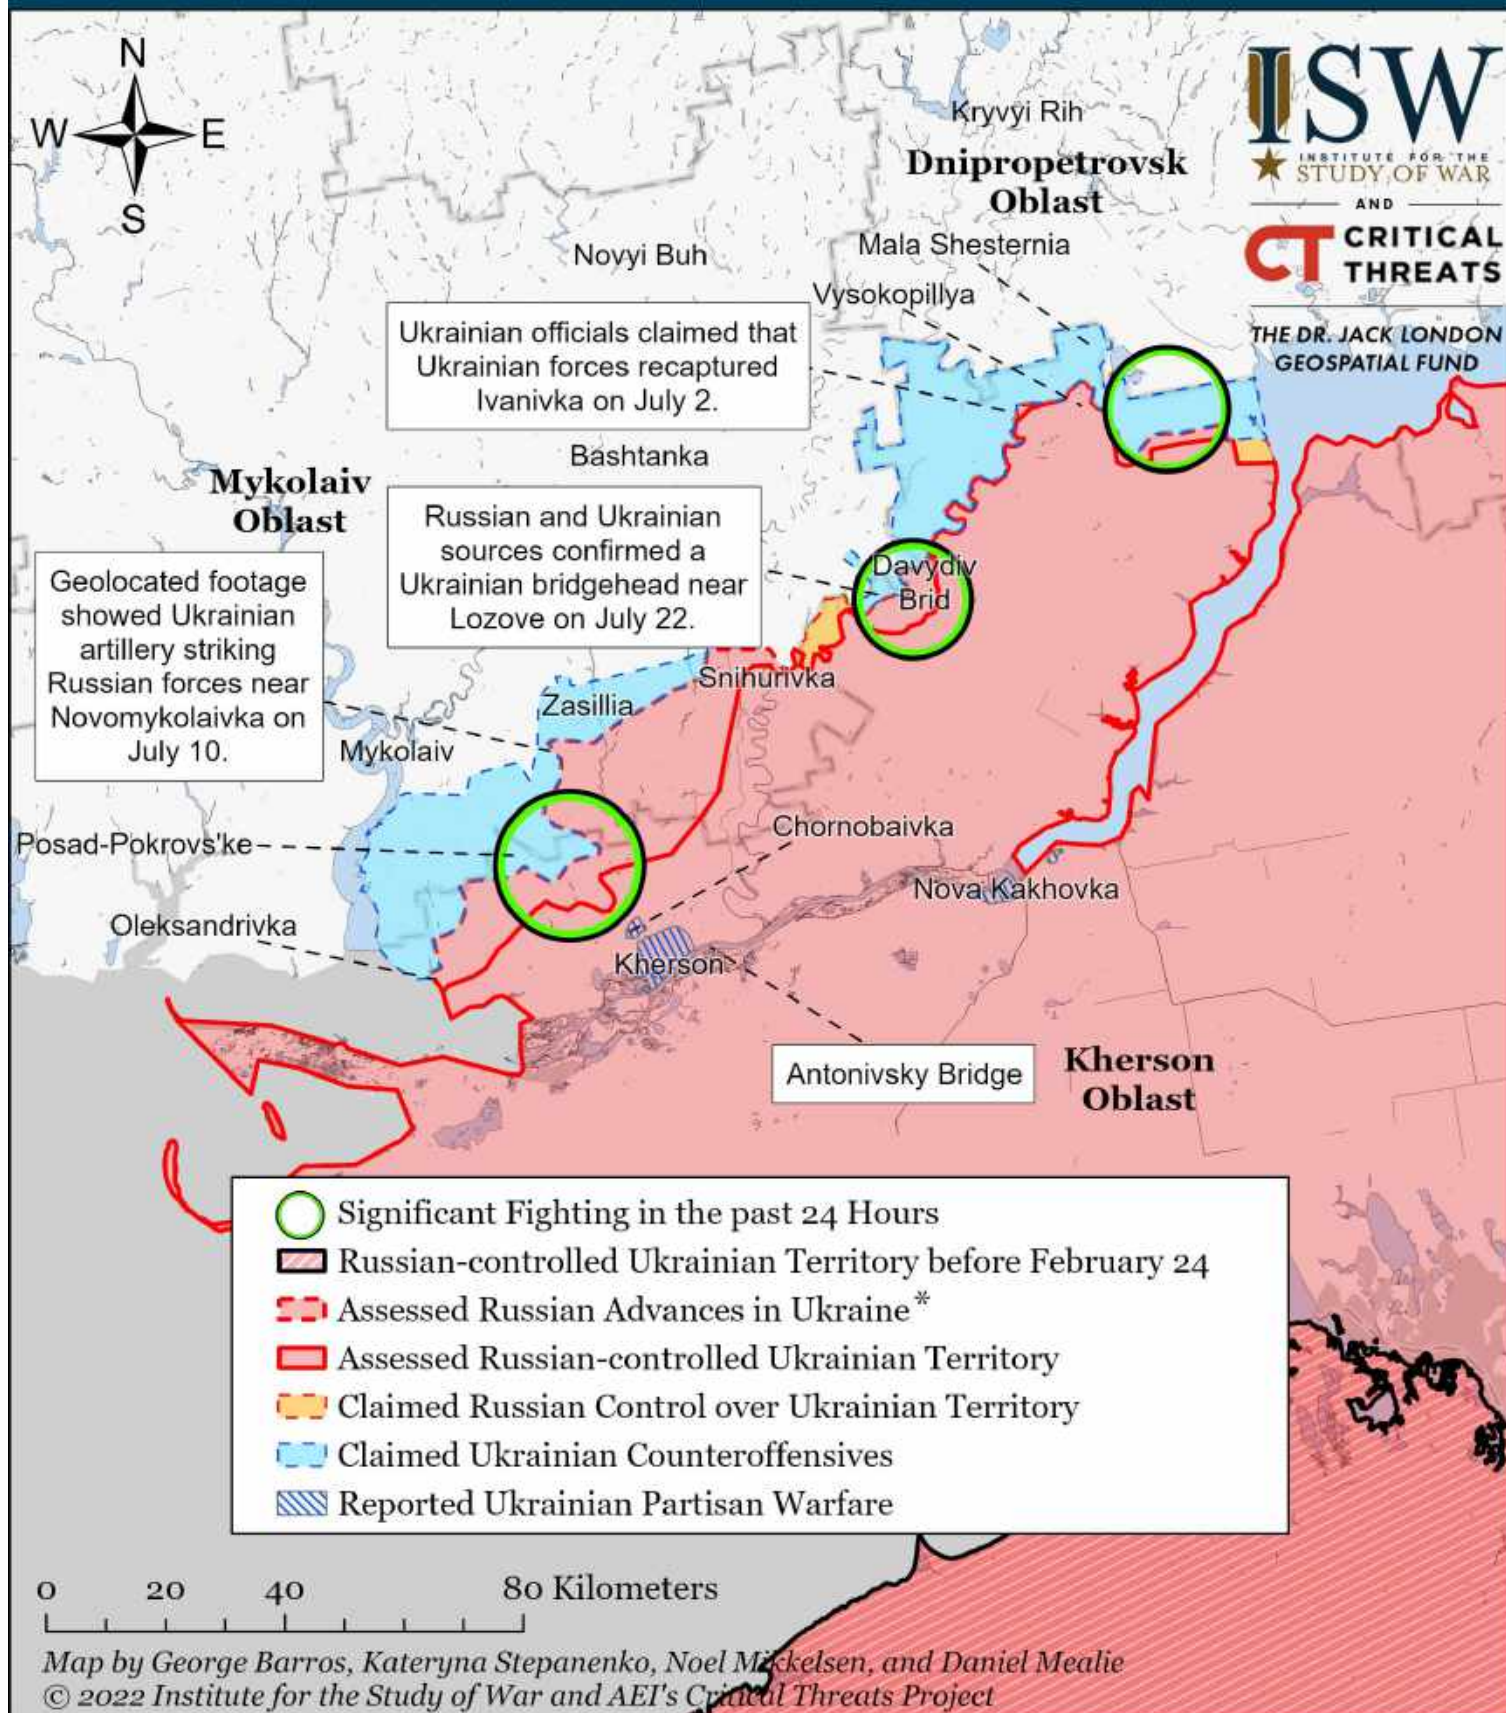 N
W
E
S
ISW
INSTITUTE FOR THE
STUDY OF WAR
AND
CT CRITICAL
THREATS
THE DR. JACK LONDON
GEOSPATIAL FUND
Kryvyi Rih
Dnipropetrovsk
Oblast
Novyi Buh
Mala Shesternia
Vysokopillya
Ukrainian officials claimed that
Ukrainian forces recaptured
Ivanivka on July 2.
Bashtanka
Mykolaiv
Oblast
Russian and Ukrainian
sources confirmed a
Ukrainian bridgehead near
Lozove on July 22.
Davydiv
Brid
Geolocated footage
showed Ukrainian
artillery striking
Russian forces near
Novomykolaivka on
July 10.
Snihurivka
Zasillia
Mykolaiv
Chornobaivka
Posad-Pokrovs'ke
Nova Kakhovka
Oleksandrivka
Kherson
Antonivsky Bridge
Kherson
Oblast
Significant Fighting in the past 24 Hours
Russian-controlled Ukrainian Territory before February 24
Assessed Russian Advances in Ukraine*
Assessed Russian-controlled Ukrainian Territory
Claimed Russian Control over Ukrainian Territory
Claimed Ukrainian Counteroffensives
Reported Ukrainian Partisan Warfare
0 20 40 80 Kilometers
Map by George Barros, Kateryna Stepanenko, Noel Mikkelsen, and Daniel Mealie
© 2022 Institute for the Study of War and AEI's Critical Threats Project